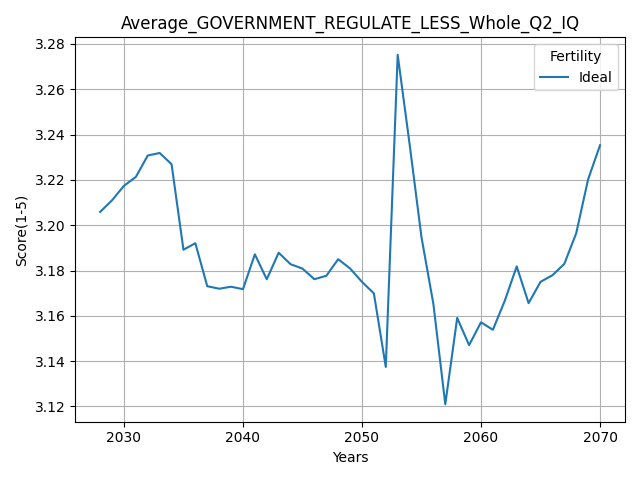 Average_GOVERNMENT_REGULATE_LESS_Whole_Q2_IQ
Fertility
Ideal
3.28
3.26
3.24
3.22
3.20
3.18
3.16
3.14
3.12
Score(1-5)
2030 2040 2050 2060 2070
Years